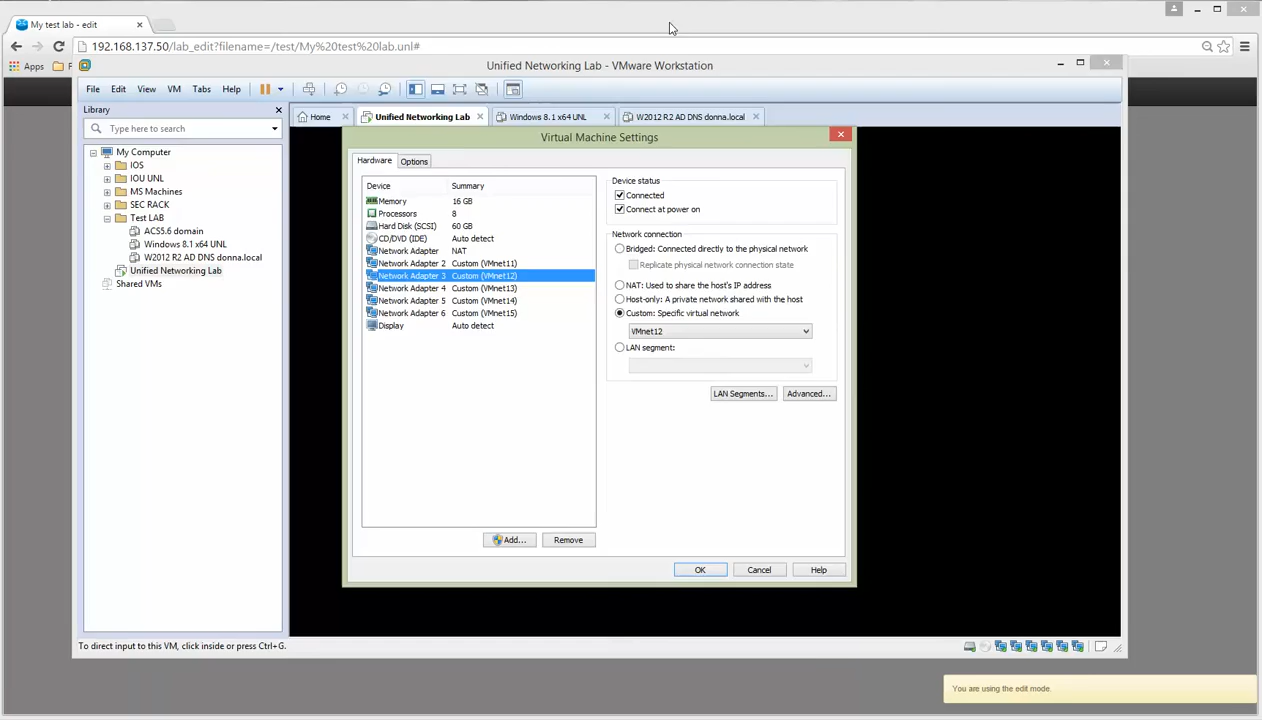 My test lab - edit
192.168.137.50/lab_edit?filename=/test/My%20test%20lab.unl#
Apps
Unified Networking Lab - VMware Workstation
File Edit View VM Tabs Help
Library
Type here to search
My Computer
IOS
IOU UNL
MS Machines
SEC RACK
Test LAB
ACS5.6 domain
Windows 8.1 x64 UNL
W2012 R2 AD DNS donna.local
Unified Networking Lab
Shared VMs
Home Unified Networking Lab Windows 8. 1 x64 UNL W2012 R2 AD DNS donna.local
Virtual Machine Settings
Hardware Options
Device Summary
Memory 16 GB
Processors 8
Hard Disk (SCSI) 60 GB
CD/DVD (IDE) Auto detect
Network Adapter NAT
Network Adapter 2 Custom (VMnet11)
Network Adapter 3 Custom (VMnet12)
Network Adapter 4 Custom (VMnet13)
Network Adapter 5 Custom (VMnet14)
Network Adapter 6 Custom (VMnet15)
Display Auto detect
Add... Remove
Device status
Connected
Connect at power on
Network connection
Bridged: Connected directly to the physical network
Replicate physical network connection state
NAT: Used to share the host's IP address
Host-only: A private network shared with the host
Custom: Specific virtual network
VMnet12
LAN segment:
LAN Segments... Advanced...
OK Cancel Help
To direct input to this VM, click inside or press Ctrl+G.
You are using the edit mode.